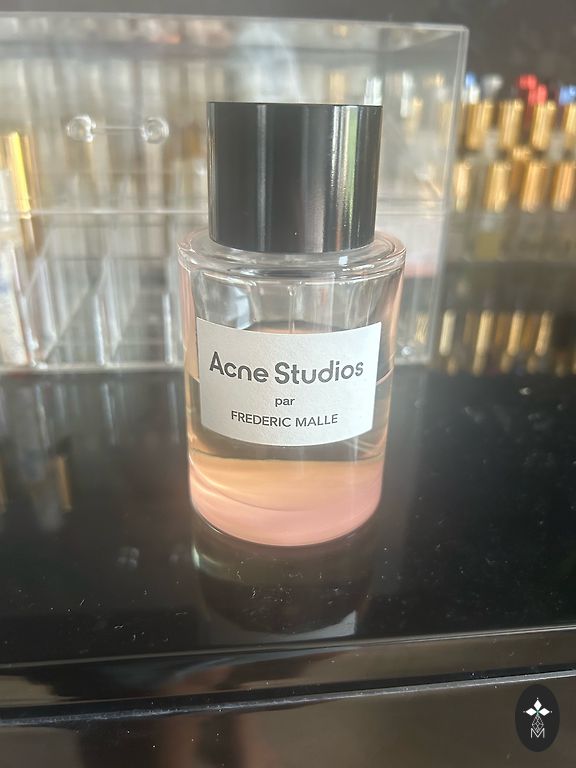 Acne Studios
par
FREDERIC MALLE
M